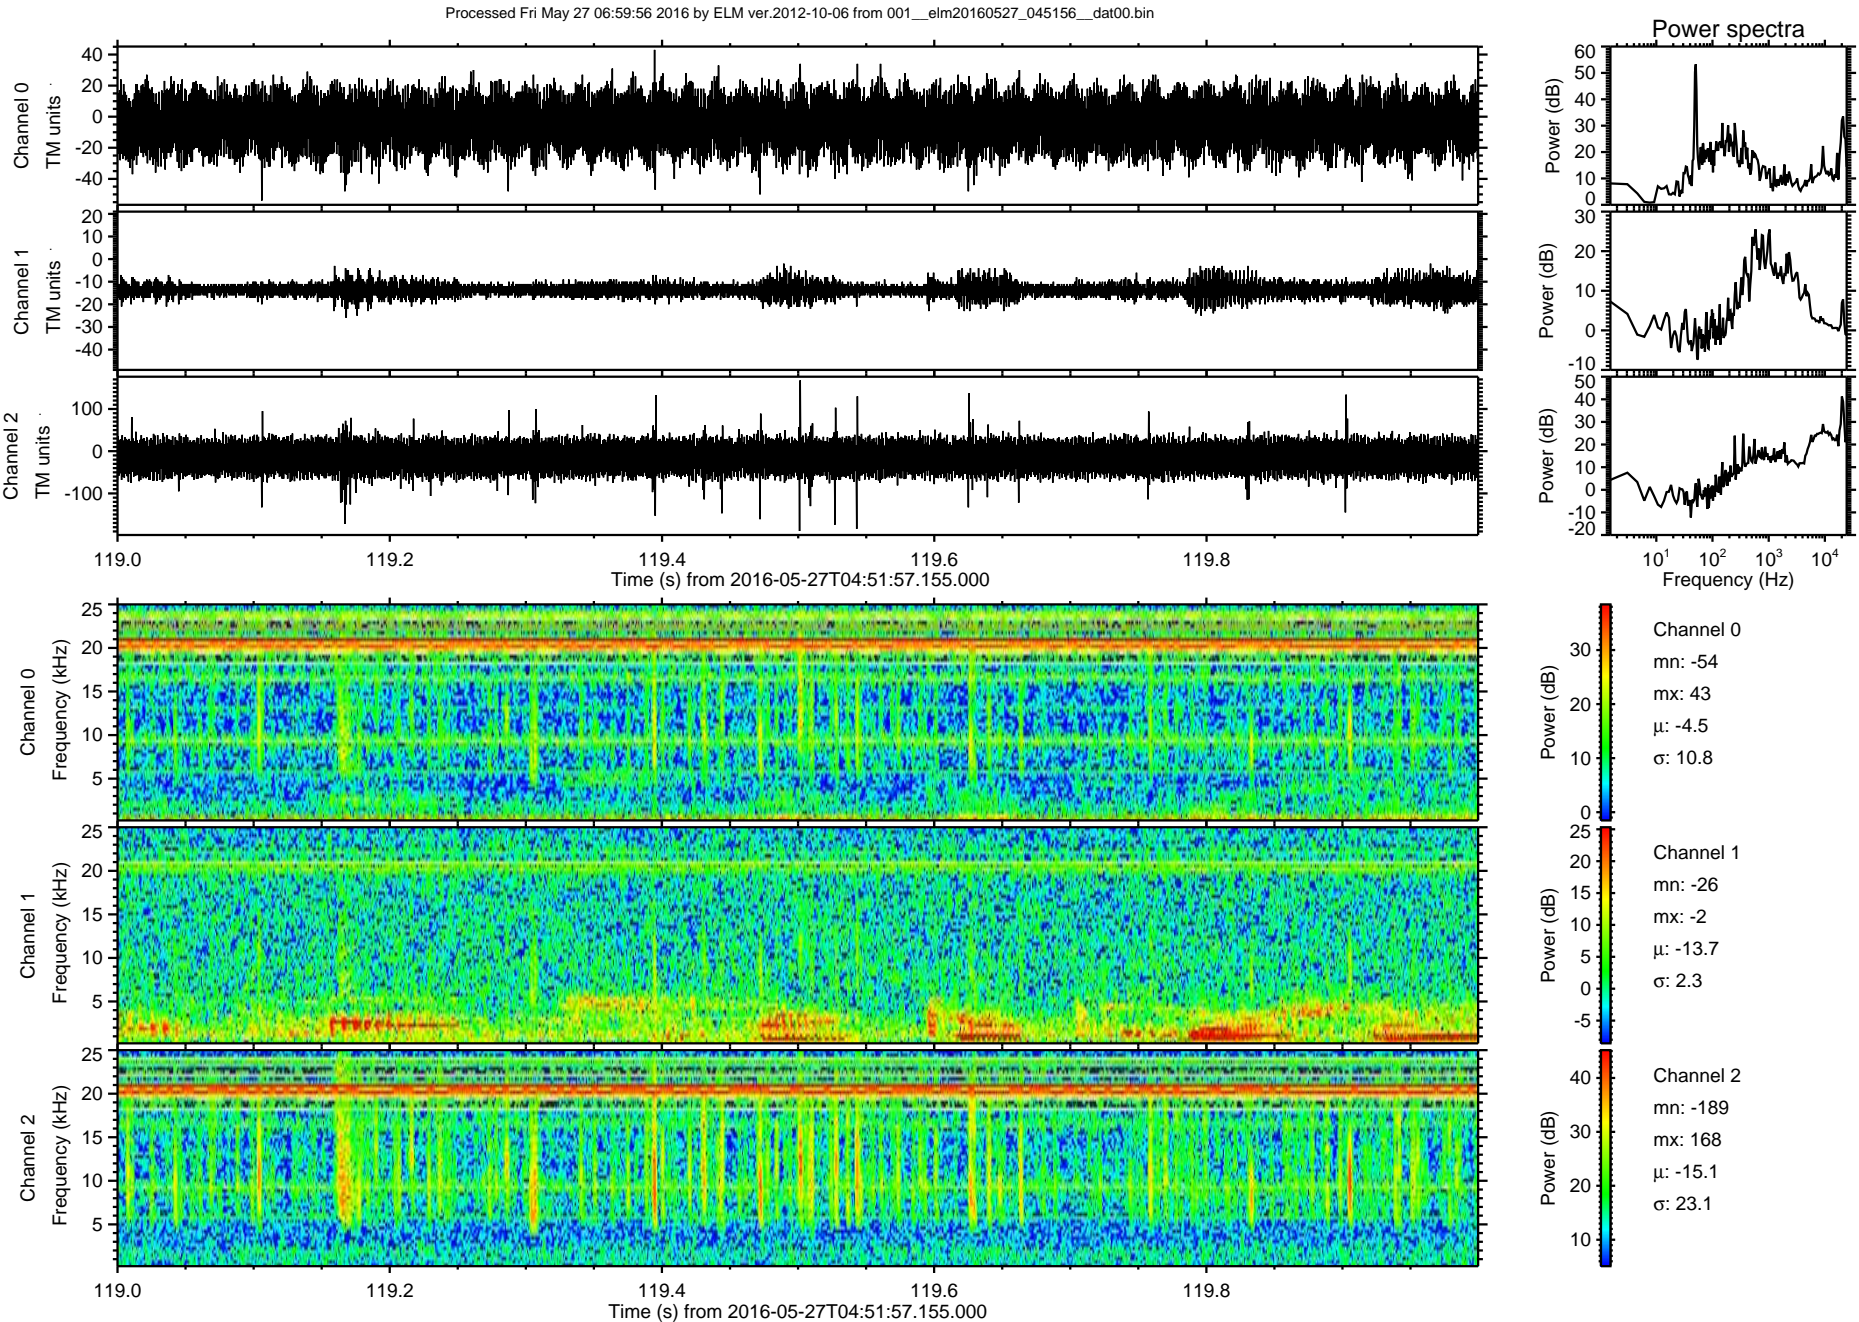 Processed Fri May 27 06:59:56 2016 by ELM ver.2012-10-06 from 001__elm20160527_045156__dat00.bin
Power spectra
Channel 0
TM units
40
20
0
-20
-40
Power (dB)
60
50
40
30
20
10
0
Channel 1
TM units
20
10
0
-10
-20
-30
-40
Power (dB)
30
20
10
0
-10
Channel 2
TM units
100
0
-100
Power (dB)
50
40
30
20
10
0
-10
-20
119.0 119.2 119.4 119.6 119.8
Time (s) from 2016-05-27T04:51:57.155.000
10^1 10^2 10^3 10^4
Frequency (Hz)
Channel 0
Frequency (kHz)
25
20
15
10
5
Power (dB)
30
20
10
0
Channel 0
mn: -54
mx: 43
µ: -4.5
σ: 10.8
Channel 1
Frequency (kHz)
25
20
15
10
5
Power (dB)
25
20
15
10
5
0
-5
Channel 1
mn: -26
mx: -2
µ: -13.7
σ: 2.3
Channel 2
Frequency (kHz)
25
20
15
10
5
Power (dB)
40
30
20
10
Channel 2
mn: -189
mx: 168
µ: -15.1
σ: 23.1
119.0 119.2 119.4 119.6 119.8
Time (s) from 2016-05-27T04:51:57.155.000